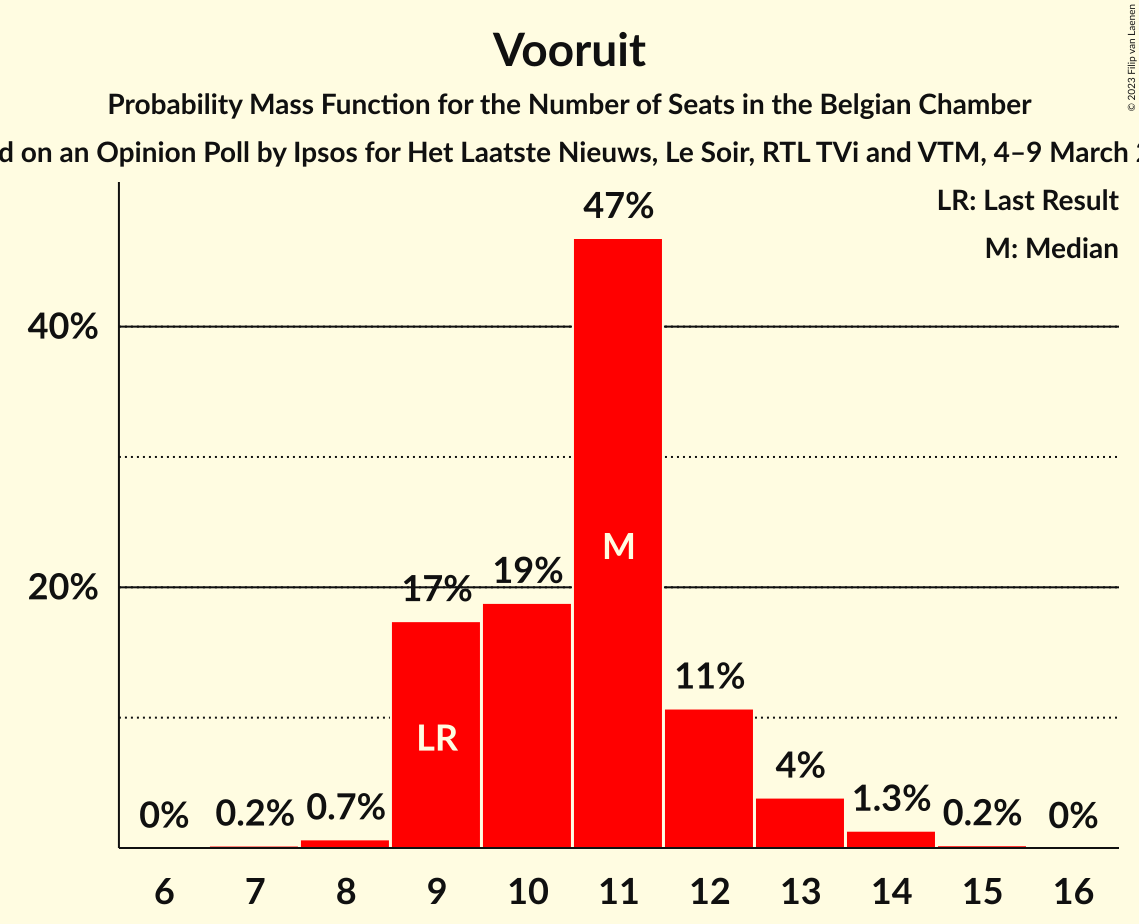 Vooruit
Probability Mass Function for the Number of Seats in the Belgian Chamber
on an Opinion Poll by Ipsos for Het Laatste Nieuws, Le Soir, RTL TVi and VTM, 4–9 March
© 2023 Filip van Laenen
LR: Last Result
M: Median
47%
40%
M
20%
17%
19%
11%
LR
4%
0%
0.2%
0.7%
1.3%
0.2%
0%
6 7 8 9 10 11 12 13 14 15 16